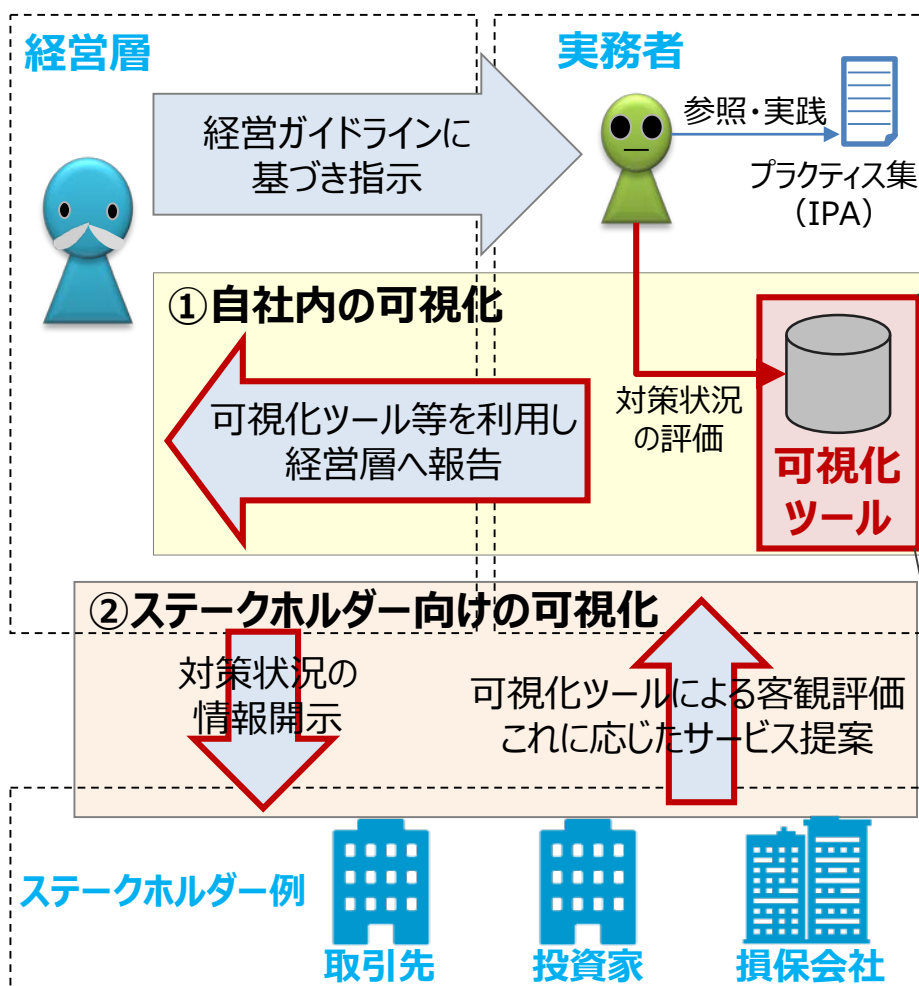 経営層
実務者
経営ガイドラインに
基づき指示
参照・実践
プラクティス集
（IPA）
①自社内の可視化
可視化ツール等を利用し
経営層へ報告
対策状況
の評価
可視化
ツール
②ステークホルダー向けの可視化
対策状況の
情報開示
可視化ツールによる客観評価
これに応じたサービス提案
ステークホルダー例
取引先
投資家
損保会社